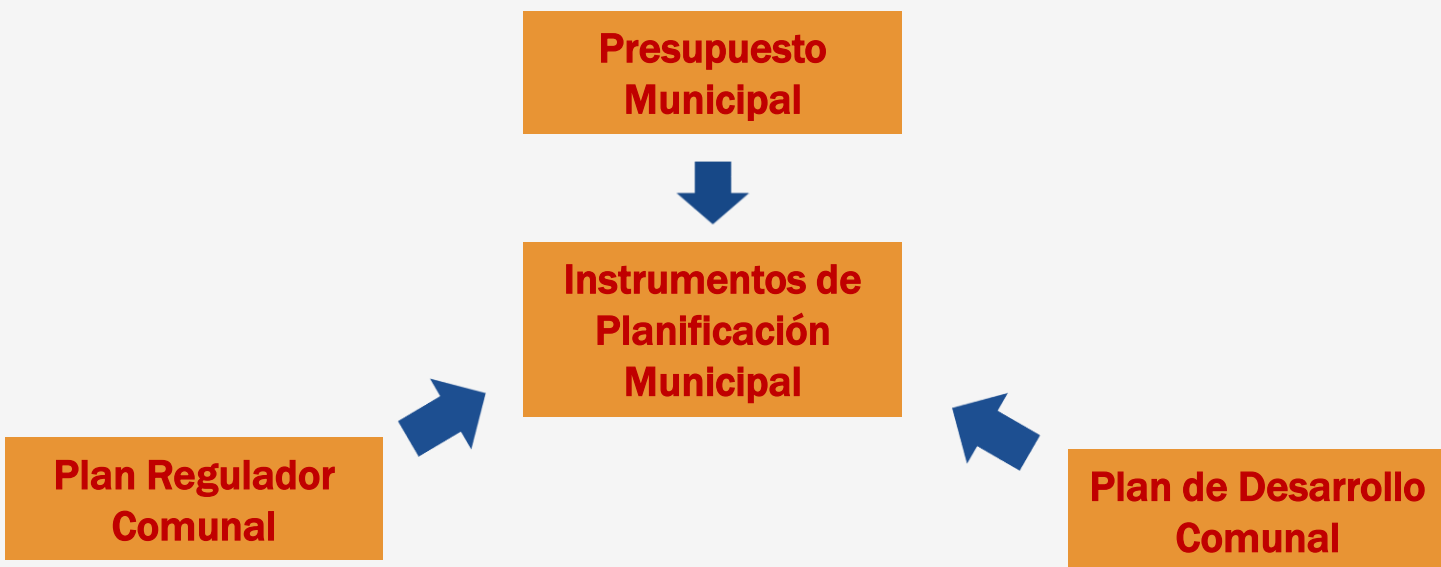 Presupuesto
Municipal
Instrumentos de
Planificación
Municipal
Plan Regulador
Comunal
Plan de Desarrollo
Comunal